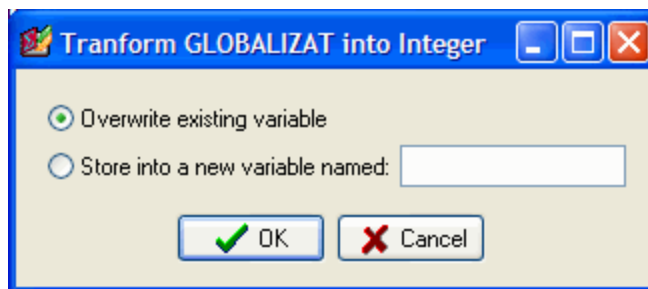 Tranform GLOBALIZAT into Integer
Overwrite existing variable
Store into a new variable named:
OK Cancel